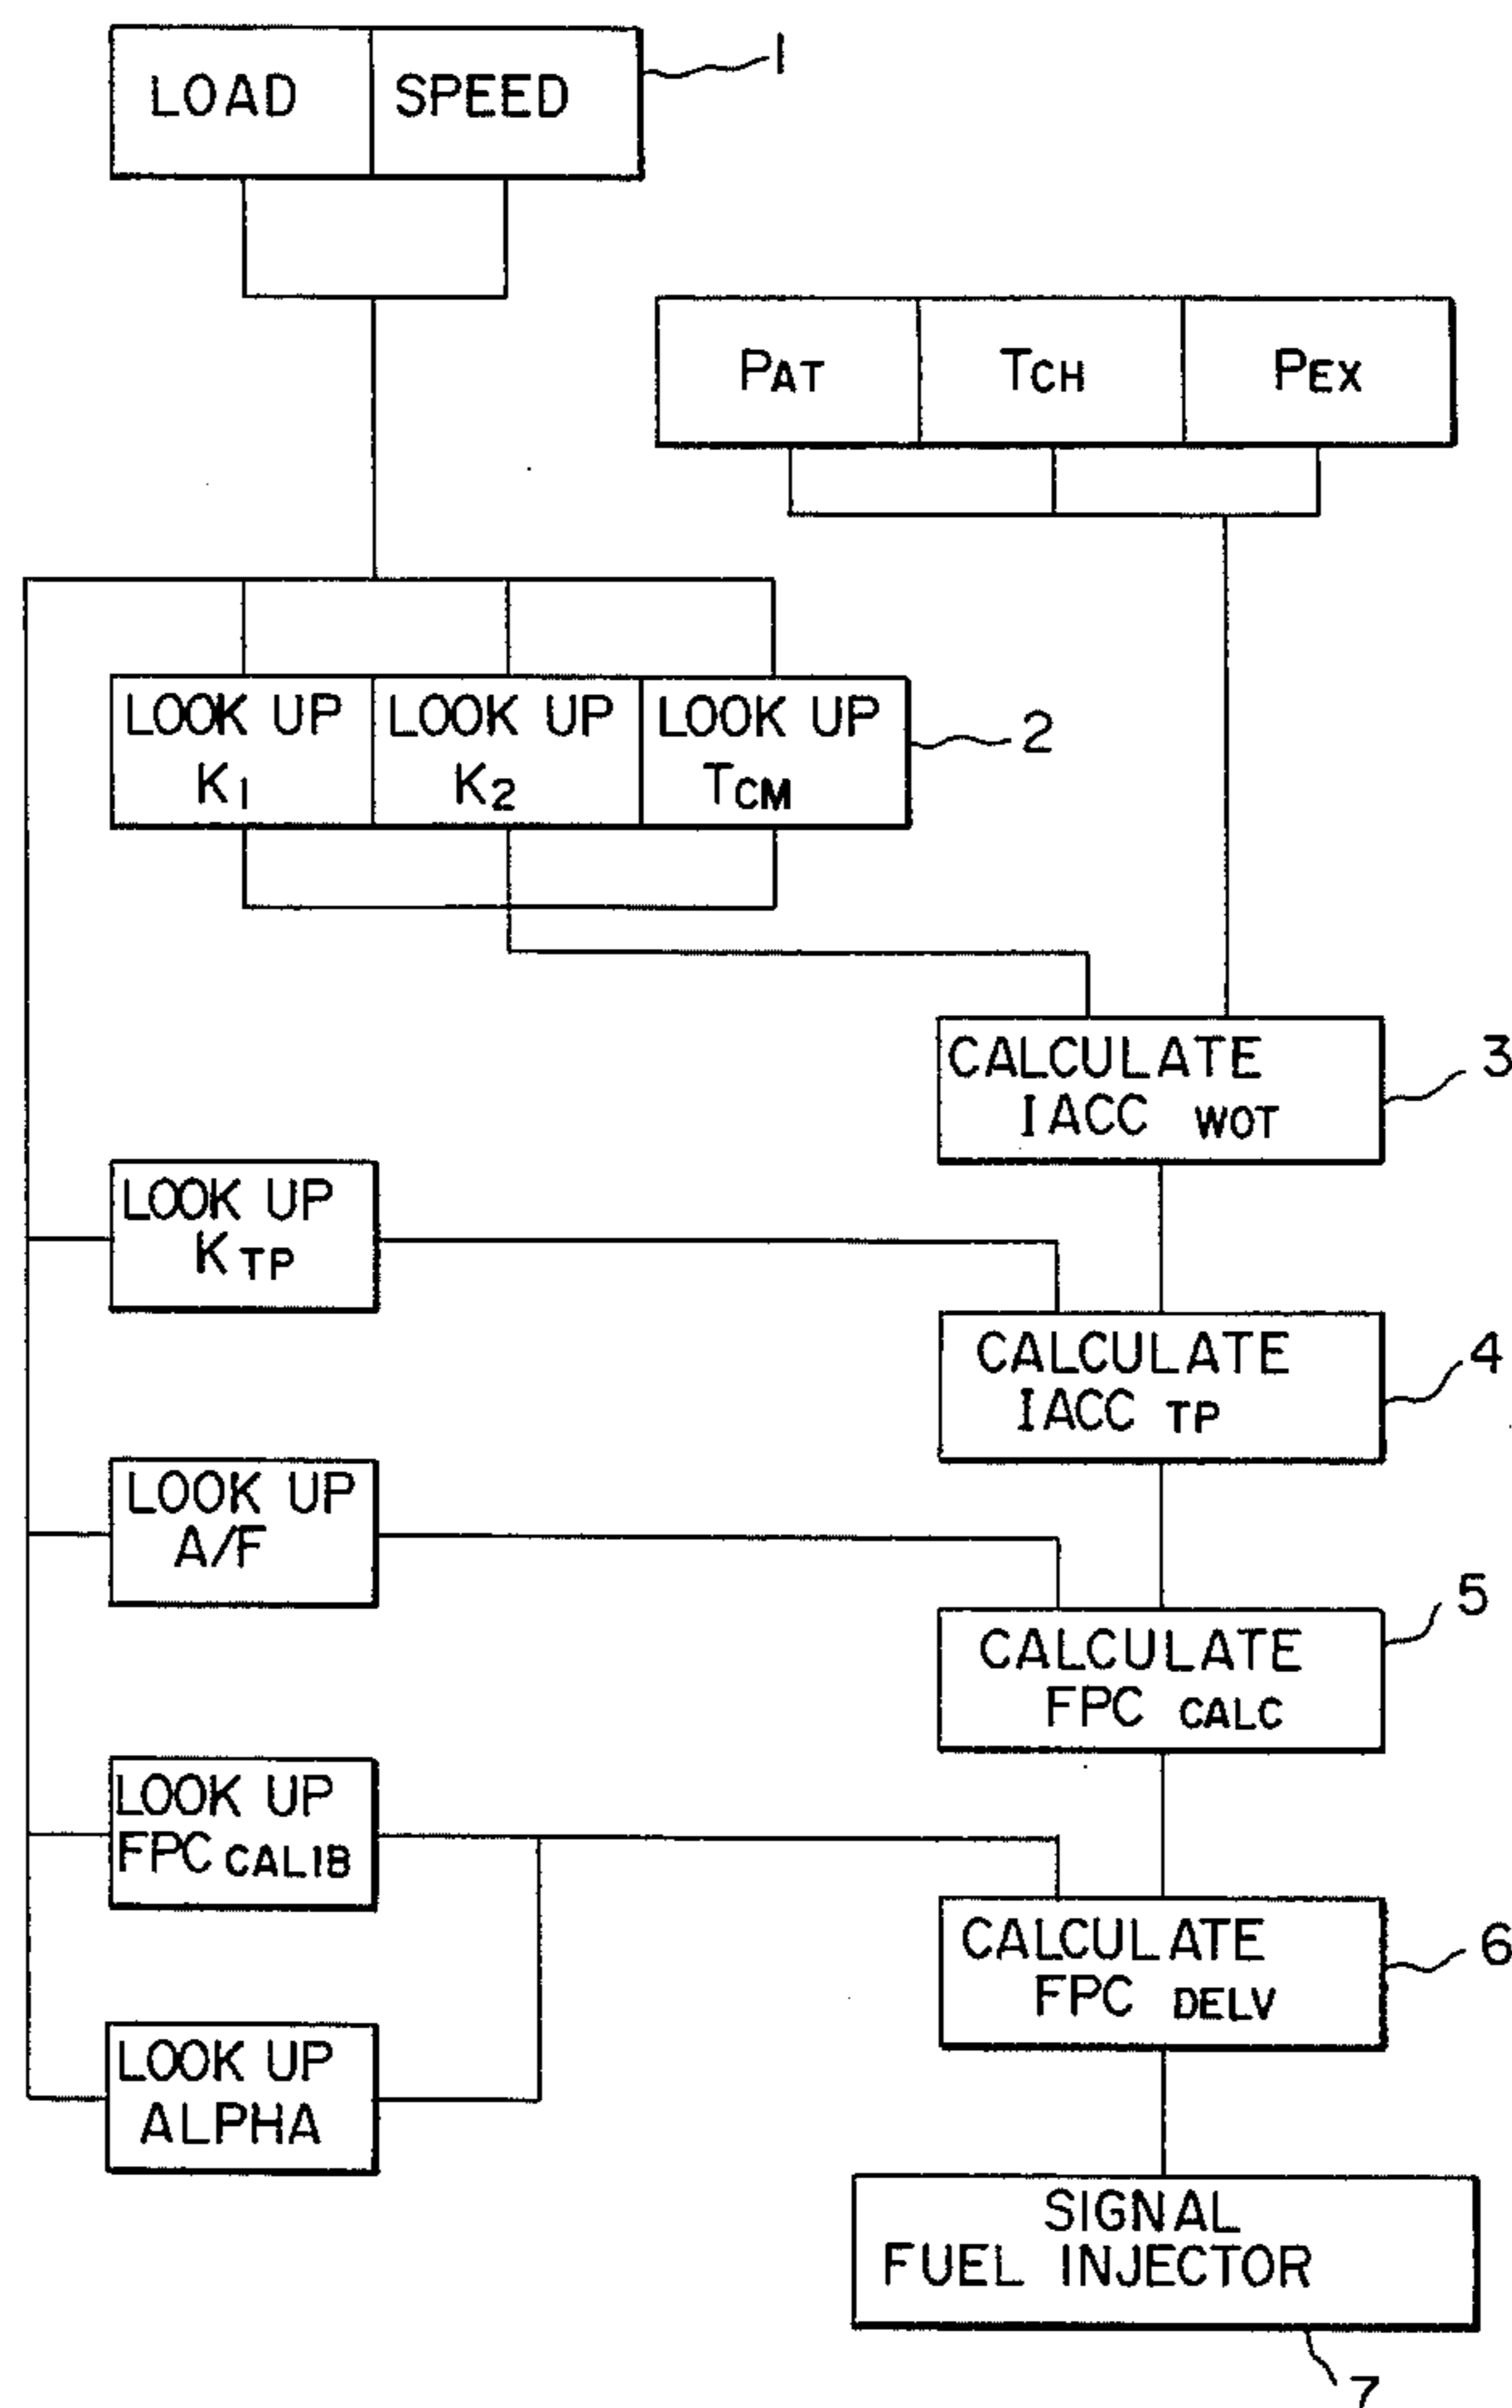 LOAD SPEED 1
PAT TCH PEX
LOOK UP K1
LOOK UP K2
LOOK UP TCM
2
CALCULATE
IACC WOT
3
LOOK UP
KTP
CALCULATE
IACC TP
4
LOOK UP
A/F
CALCULATE
FPC CALC
5
LOOK UP
FPC CALIB
CALCULATE
FPC DELV
6
LOOK UP
ALPHA
SIGNAL
FUEL INJECTOR
7